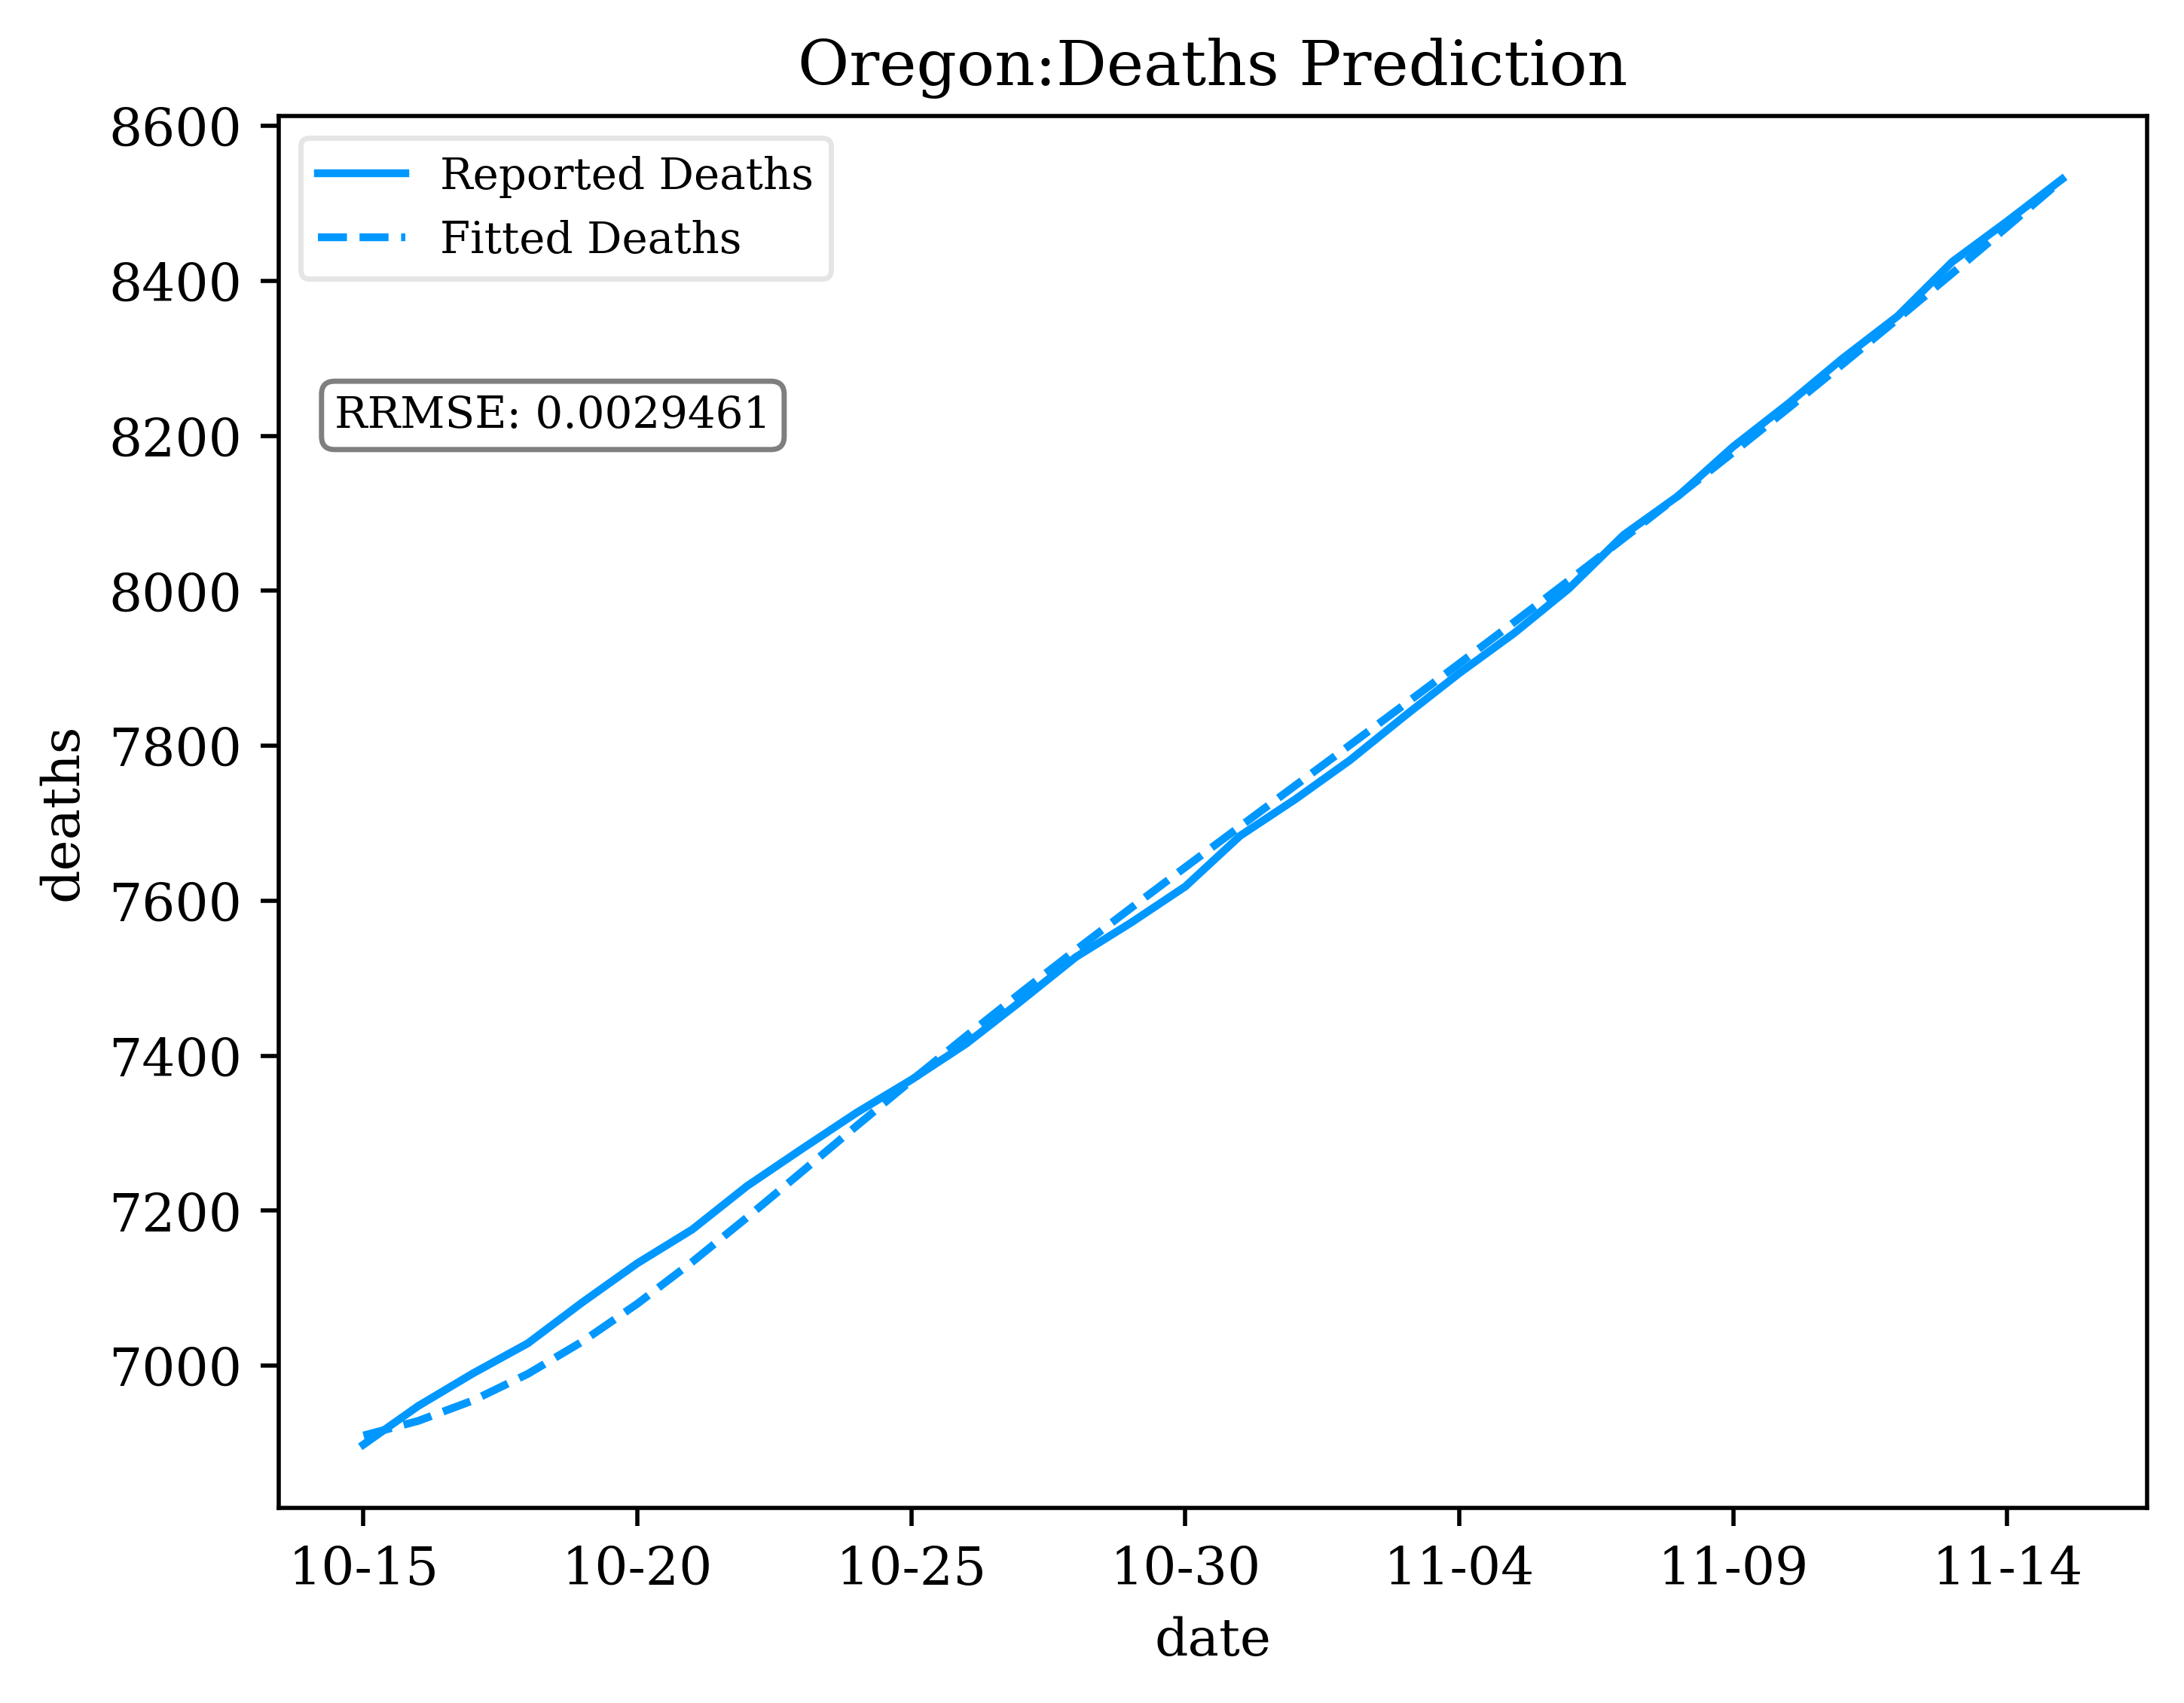 Oregon:Deaths Prediction
8600
8400
8200
8000
7800
7600
7400
7200
7000
deaths
Reported Deaths
Fitted Deaths
RRMSE: 0.0029461
10-15 10-20 10-25 10-30 11-04 11-09 11-14
date